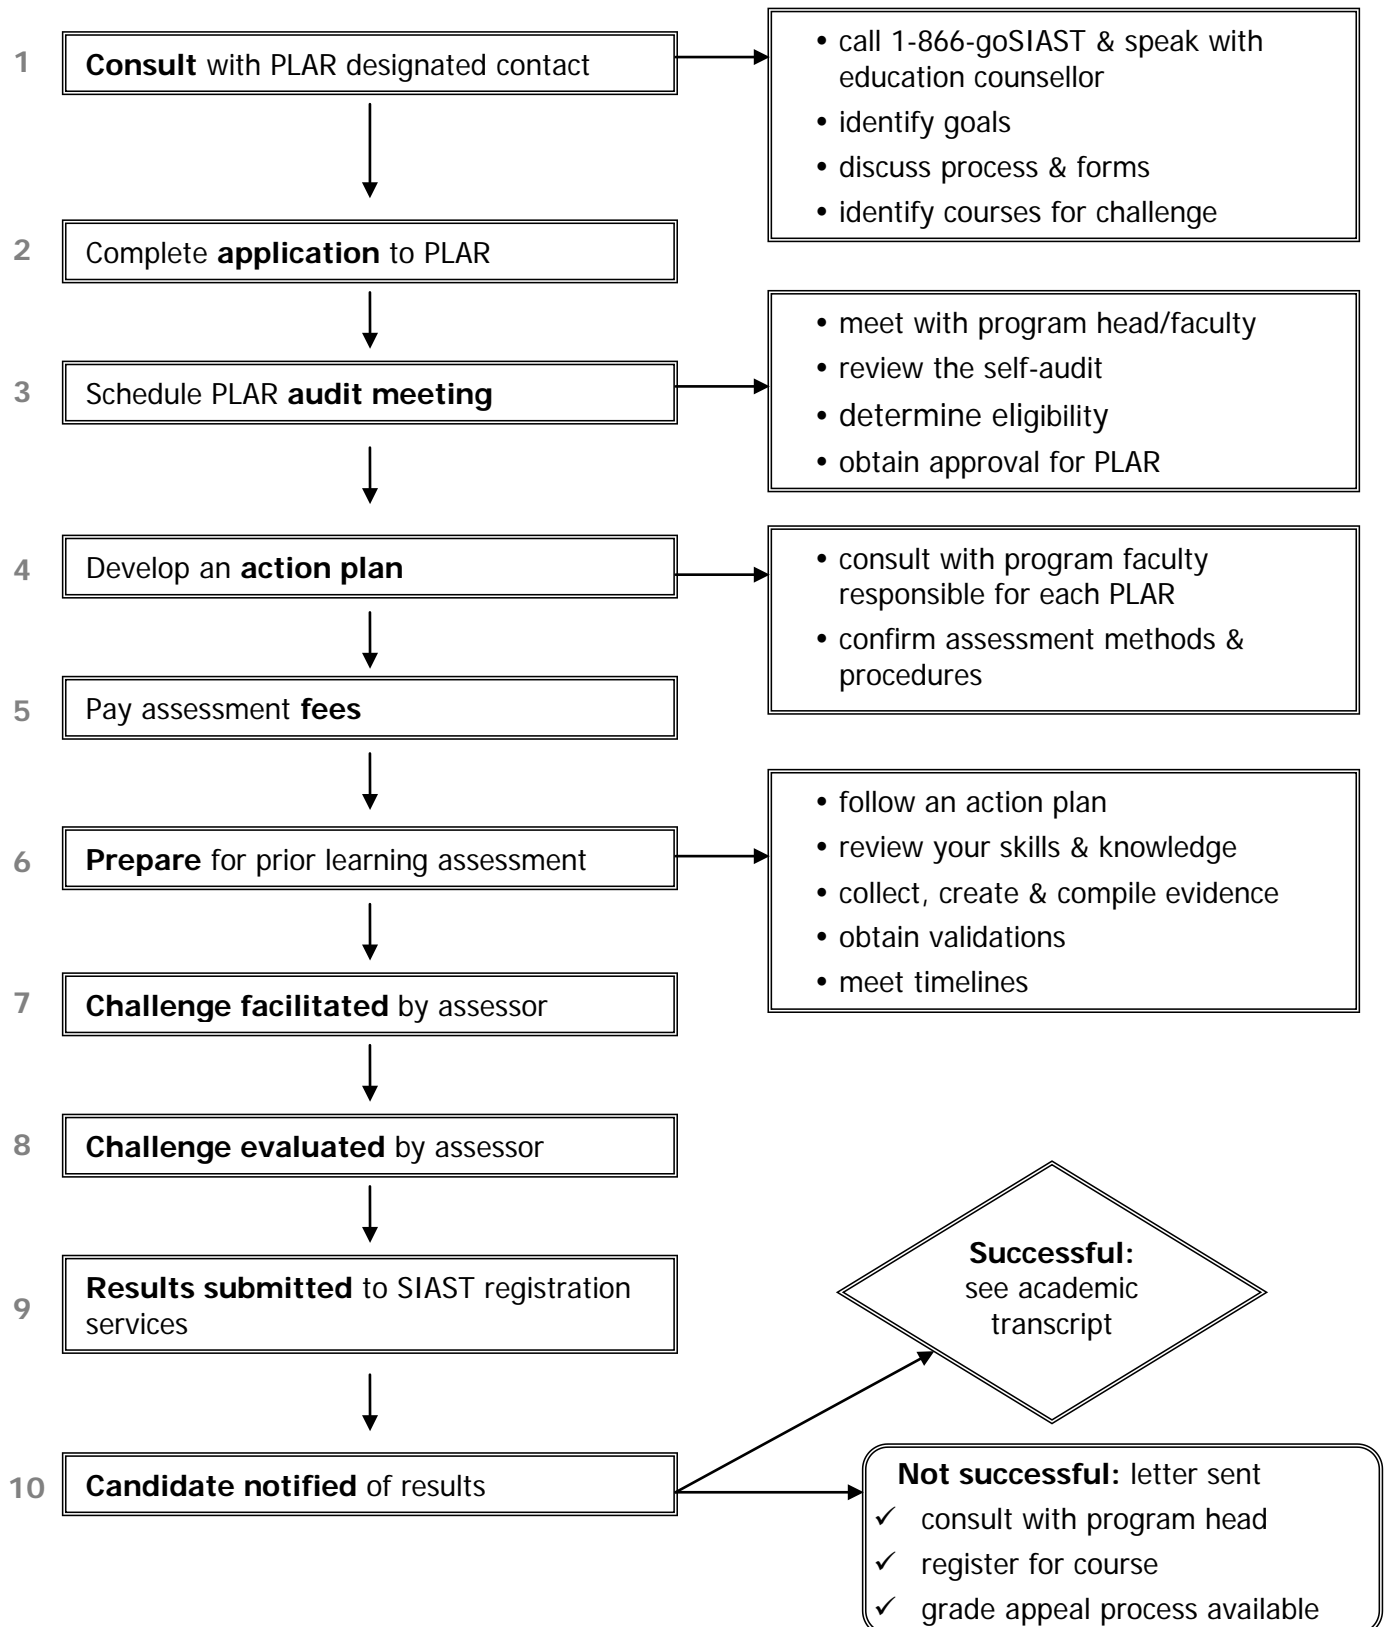 1
Consult with PLAR designated contact
• call 1-866-goSIAST & speak with
education counsellor
• identify goals
• discuss process & forms
• identify courses for challenge
2
Complete application to PLAR
3
Schedule PLAR audit meeting
• meet with program head/faculty
• review the self-audit
• determine eligibility
• obtain approval for PLAR
4
Develop an action plan
• consult with program faculty
responsible for each PLAR
• confirm assessment methods &
procedures
5
Pay assessment fees
6
Prepare for prior learning assessment
• follow an action plan
• review your skills & knowledge
• collect, create & compile evidence
• obtain validations
• meet timelines
7
Challenge facilitated by assessor
8
Challenge evaluated by assessor
9
Results submitted to SIAST registration
services
Successful:
see academic
transcript
10
Candidate notified of results
Not successful: letter sent
✓ consult with program head
✓ register for course
✓ grade appeal process available